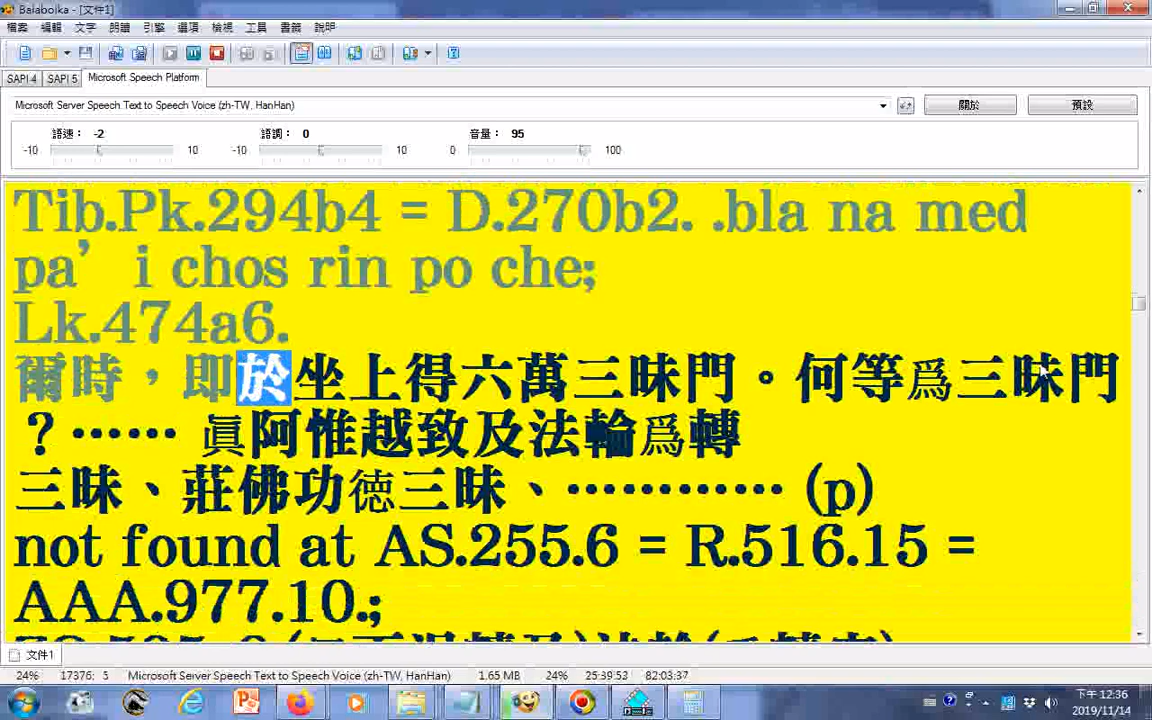 Balabolka - [文件1]
檔案 編輯 文字 朗讀 引擎 選項 檢視 工具 書籤 說明
SAPI 4 SAPI 5 Microsoft Speech Platform
Microsoft Server Speech Text to Speech Voice (zh-TW, HanHan) 關於 預設
語速： -2 語調： 0 音量： 95
-10 10 -10 10 0 100
Tib.Pk.294b4 = D.270b2. .bla na med
pa’i chos rin po che;
Lk.474a6.
爾時，即於坐上得六萬三昧門。何等爲三昧門
？…… 眞阿惟越致及法輪爲轉
三昧、莊佛功徳三昧、………… (p)
not found at AS.255.6 = R.516.15 =
AAA.977.10.;
文件1
24% 17376: 5 Microsoft Server Speech Text to Speech Voice (zh-TW, HanHan) 1.65 MB 24% 25:39:53 82:03:37
下午 12:36
2019/11/14